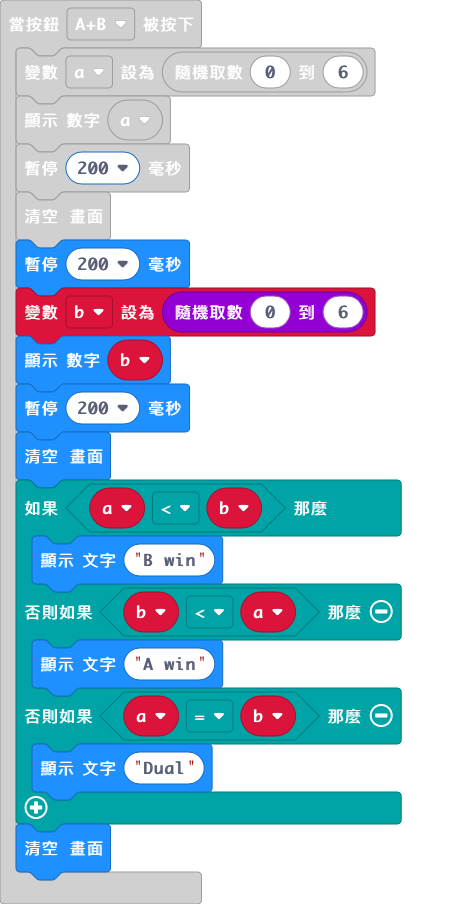 當按鈕 A+B 被按下
變數 a 設為 隨機取數 0 到 6
顯示 數字 a
暫停 200 毫秒
清空 畫面
暫停 200 毫秒
變數 b 設為 隨機取數 0 到 6
顯示 數字 b
暫停 200 毫秒
清空 畫面
如果 a < b 那麼
顯示 文字 "B win"
否則如果 b < a 那麼
顯示 文字 "A win"
否則如果 a = b 那麼
顯示 文字 "Dual"
清空 畫面